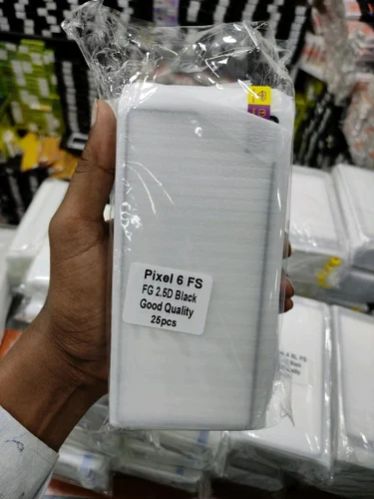 Pixel 6 FS
FG 2.5D Black
Good Quality
25pcs